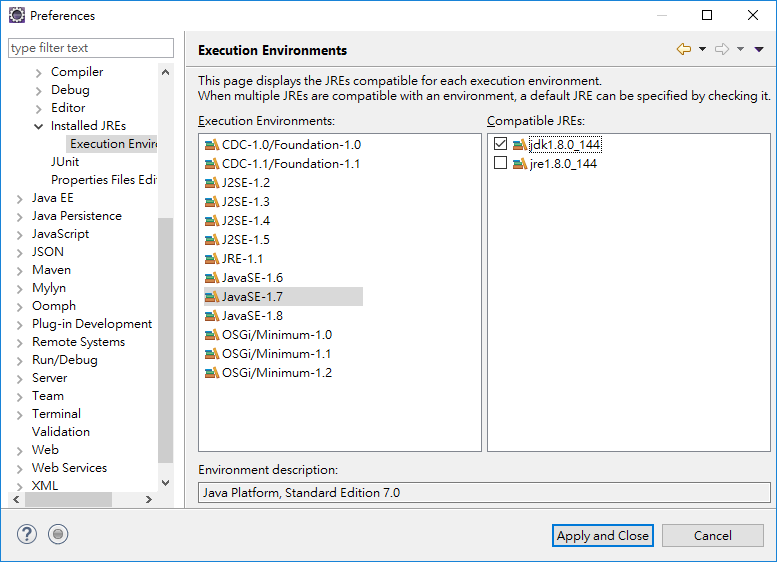 Preferences
type filter text
Compiler
Debug
Editor
Installed JREs
Execution Envir
JUnit
Properties Files Edit
Java EE
Java Persistence
JavaScript
JSON
Maven
Mylyn
Oomph
Plug-in Development
Remote Systems
Run/Debug
Server
Team
Terminal
Validation
Web
Web Services
XML
Execution Environments
This page displays the JREs compatible for each execution environment.
When multiple JREs are compatible with an environment, a default JRE can be specified by checking it.
Execution Environments:
CDC-1.0/Foundation-1.0
CDC-1.1/Foundation-1.1
J2SE-1.2
J2SE-1.3
J2SE-1.4
J2SE-1.5
JRE-1.1
JavaSE-1.6
JavaSE-1.7
JavaSE-1.8
OSGi/Minimum-1.0
OSGi/Minimum-1.1
OSGi/Minimum-1.2
Compatible JREs:
jdk1.8.0_144
jre1.8.0_144
Environment description:
Java Platform, Standard Edition 7.0
?
Apply and Close
Cancel